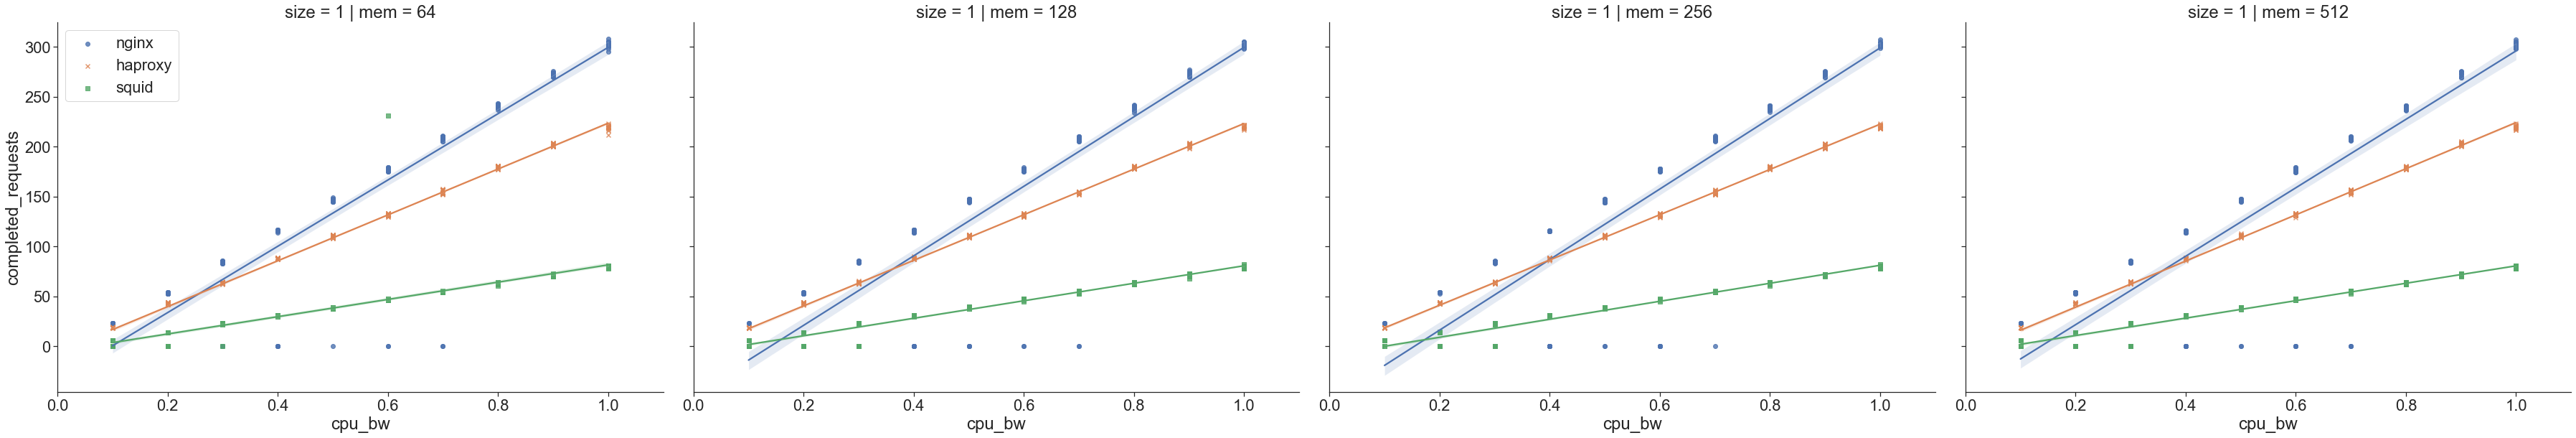 size = 1 | mem = 64
size = 1 | mem = 128
size = 1 | mem = 256
size = 1 | mem = 512
nginx
haproxy
squid
completed_requests
300
250
200
150
100
50
0
0.0 0.2 0.4 0.6 0.8 1.0
0.0 0.2 0.4 0.6 0.8 1.0
0.0 0.2 0.4 0.6 0.8 1.0
0.0 0.2 0.4 0.6 0.8 1.0
cpu_bw
cpu_bw
cpu_bw
cpu_bw